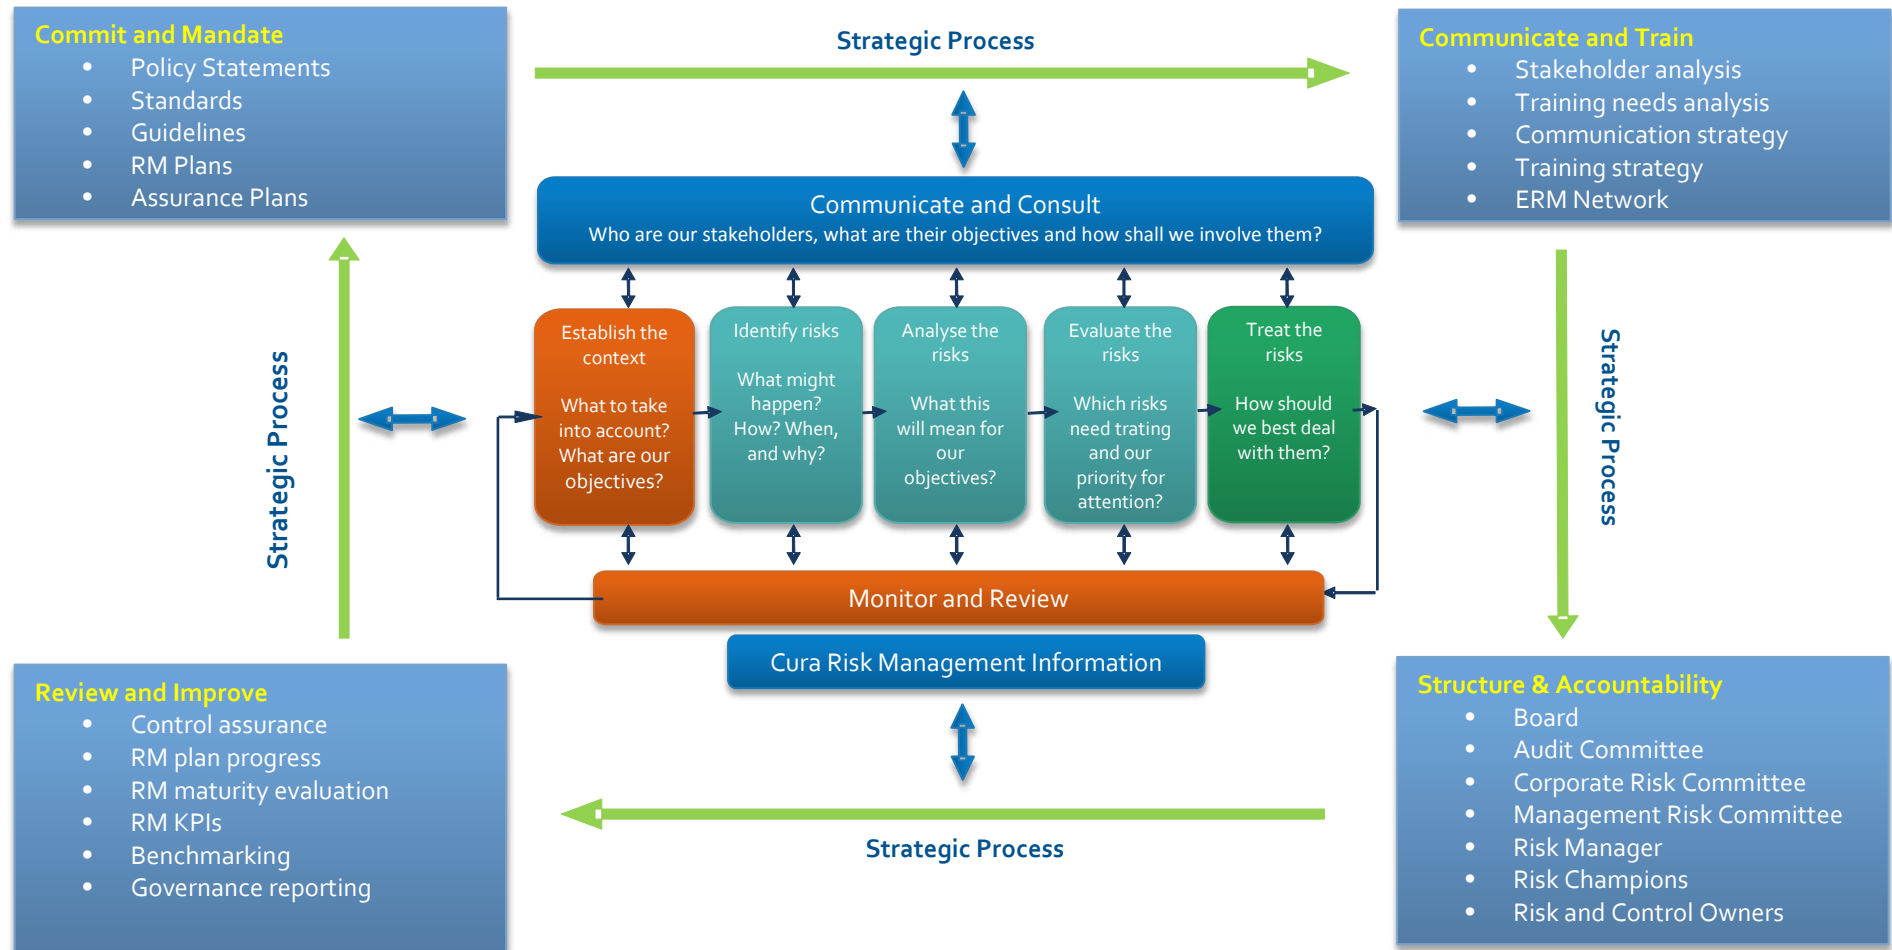 Commit and Mandate
• Policy Statements
• Standards
• Guidelines
• RM Plans
• Assurance Plans
Strategic Process
Communicate and Train
• Stakeholder analysis
• Training needs analysis
• Communication strategy
• Training strategy
• ERM Network
Communicate and Consult
Who are our stakeholders, what are their objectives and how shall we involve them?
Strategic Process
Establish the
context
What to take
into account?
What are our
objectives?
Identify risks
What might
happen?
How? When,
and why?
Analyse the
risks
What this
will mean for
our
objectives?
Evaluate the
risks
Which risks
need trating
and our
priority for
attention?
Treat the
risks
How should
we best deal
with them?
Strategic Process
Monitor and Review
Cura Risk Management Information
Review and Improve
• Control assurance
• RM plan progress
• RM maturity evaluation
• RM KPIs
• Benchmarking
• Governance reporting
Strategic Process
Structure & Accountability
• Board
• Audit Committee
• Corporate Risk Committee
• Management Risk Committee
• Risk Manager
• Risk Champions
• Risk and Control Owners